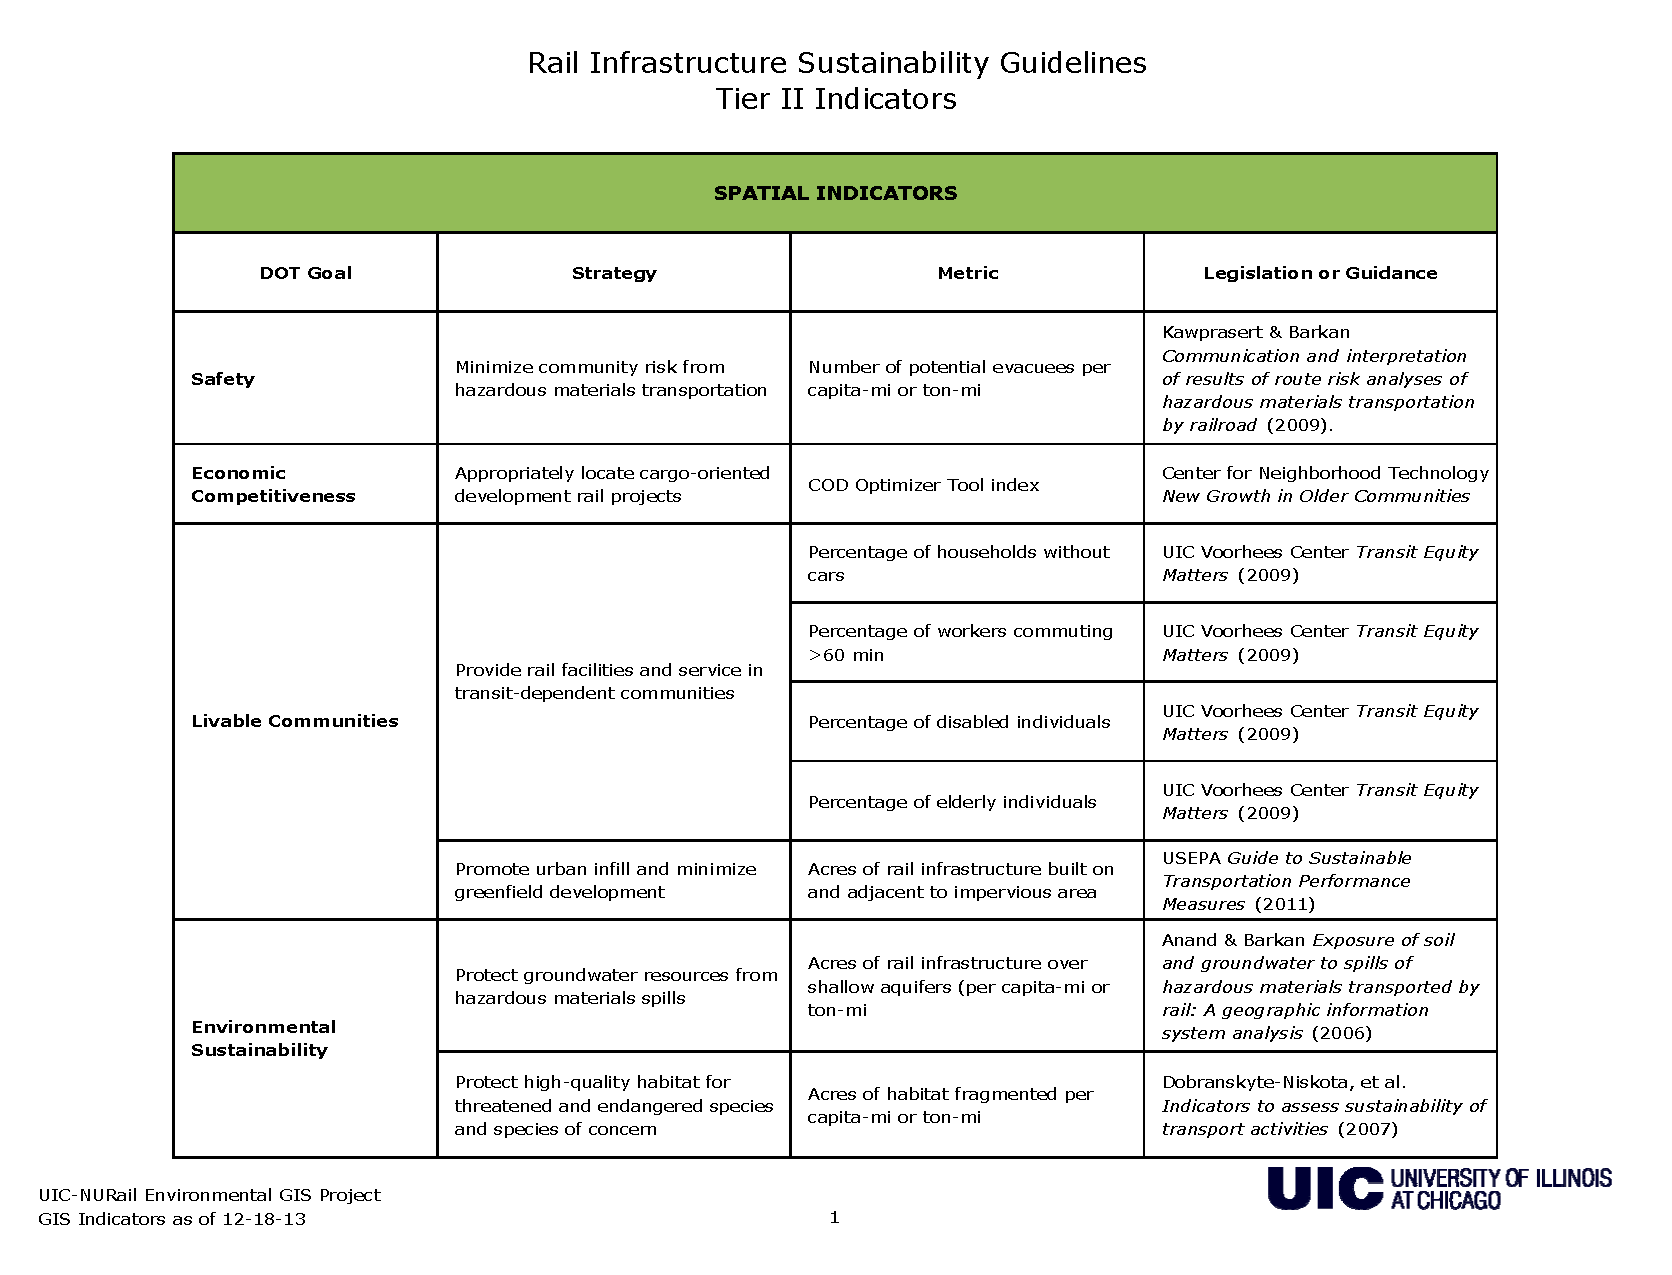 Rail Infrastructure Sustainability Guidelines
Tier II Indicators
SPATIAL INDICATORS
DOT Goal
Strategy
Metric
Legislation or Guidance
Safety
Minimize community risk from
hazardous materials transportation
Number of potential evacuees per
capita-mi or ton-mi
Kawprasert & Barkan
Communication and interpretation
of results of route risk analyses of
hazardous materials transportation
by railroad (2009).
Economic
Competitiveness
Appropriately locate cargo-oriented
development rail projects
COD Optimizer Tool index
Center for Neighborhood Technology
New Growth in Older Communities
Livable Communities
Provide rail facilities and service in
transit-dependent communities
Percentage of households without
cars
UIC Voorhees Center Transit Equity
Matters (2009)
Percentage of workers commuting
>60 min
UIC Voorhees Center Transit Equity
Matters (2009)
Percentage of disabled individuals
UIC Voorhees Center Transit Equity
Matters (2009)
Percentage of elderly individuals
UIC Voorhees Center Transit Equity
Matters (2009)
Promote urban infill and minimize
greenfield development
Acres of rail infrastructure built on
and adjacent to impervious area
USEPA Guide to Sustainable
Transportation Performance
Measures (2011)
Environmental
Sustainability
Protect groundwater resources from
hazardous materials spills
Acres of rail infrastructure over
shallow aquifers (per capita-mi or
ton-mi
Anand & Barkan Exposure of soil
and groundwater to spills of
hazardous materials transported by
rail: A geographic information
system analysis (2006)
Protect high-quality habitat for
threatened and endangered species
and species of concern
Acres of habitat fragmented per
capita-mi or ton-mi
Dobranskyte-Niskota, et al.
Indicators to assess sustainability of
transport activities (2007)
UIC-NURail Environmental GIS Project
GIS Indicators as of 12-18-13
1
UIC UNIVERSITY OF ILLINOIS
AT CHICAGO